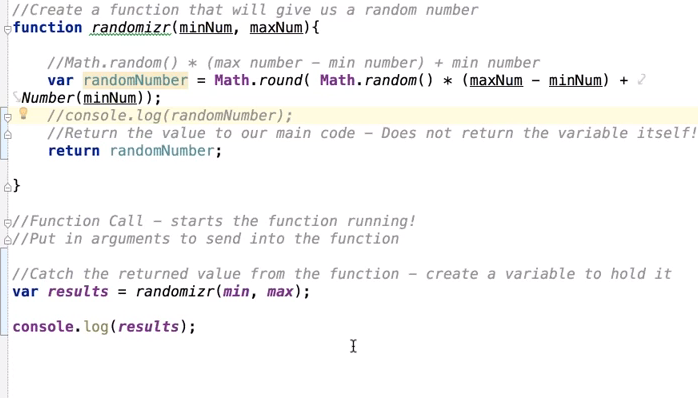 //Create a function that will give us a random number
function randomizr(minNum, maxNum){
//Math.random() * (max number – min number) + min number
var randomNumber = Math.round( Math.random() * (maxNum – minNum) +
Number(minNum));
//console.log(randomNumber);
//Return the value to our main code – Does not return the variable itself!
return randomNumber;
}
//Function Call – starts the function running!
//Put in arguments to send into the function
//Catch the returned value from the function – create a variable to hold it
var results = randomizr(min, max);
console.log(results);